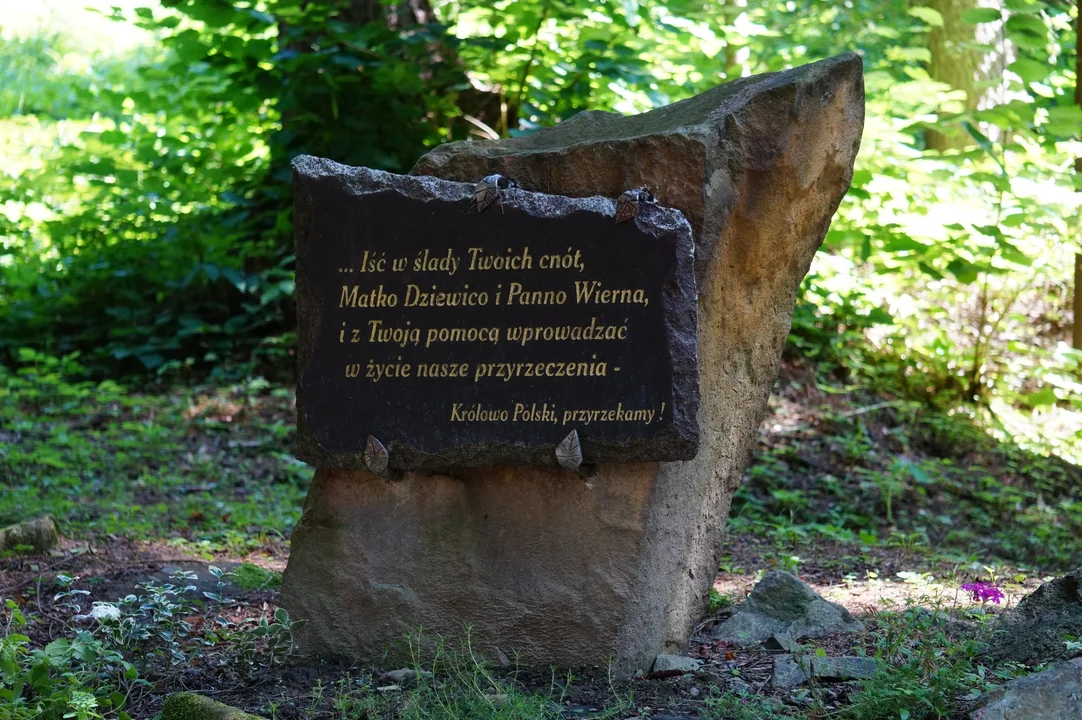 ... Iść w ślady Twoich cnót,
Matko Dziewico i Panno Wierna,
i z Twoją pomocą wprowadzać
w życie nasze przyrzeczenia -
Królowo Polski, przyrzekamy !